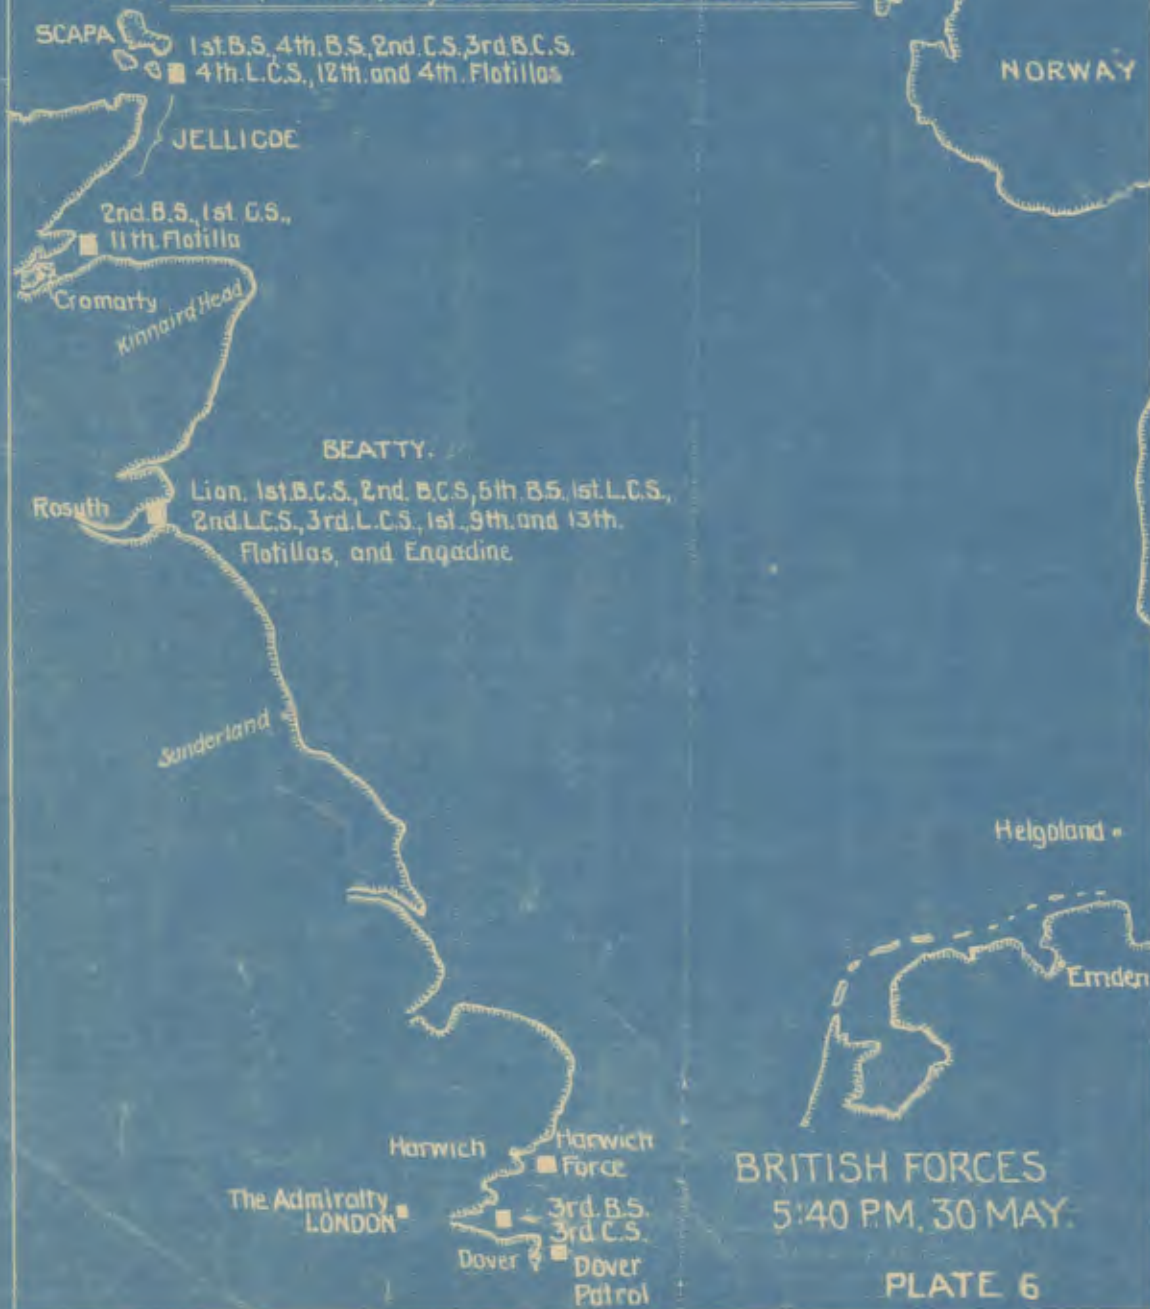 SCAPA
1st.B.S., 4th.B.S., 2nd.C.S., 3rd.B.C.S.
4th.L.C.S., 12th.and 4th.Flotillas
NORWAY
JELLICOE
2nd.B.S., 1st.C.S.,
11th.Flotilla
Cromarty
Kinnaird Head
BEATTY.
Rosyth
Lion, 1st.B.C.S., 2nd.B.C.S, 5th.B.S., 1st.L.C.S.,
2nd.L.C.S., 3rd.L.C.S., 1st., 9th.and 13th.
Flotillas, and Engadine
Sunderland
Helgoland
Emden
Harwich
Harwich
Force
The Admiralty
LONDON
3rd.B.S.
3rd C.S.
Dover
Dover
Patrol
BRITISH FORCES
5:40 P.M. 30 MAY.
PLATE 6